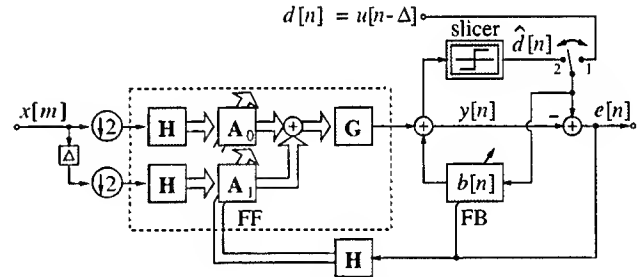 d[n] = u[n-Δ]
slicer
d̂[n]
2 1
x[m]
↓2 H A₀ + G + y[n] − + e[n]
Δ
↓2 H A₁ b[n]
FF FB
H